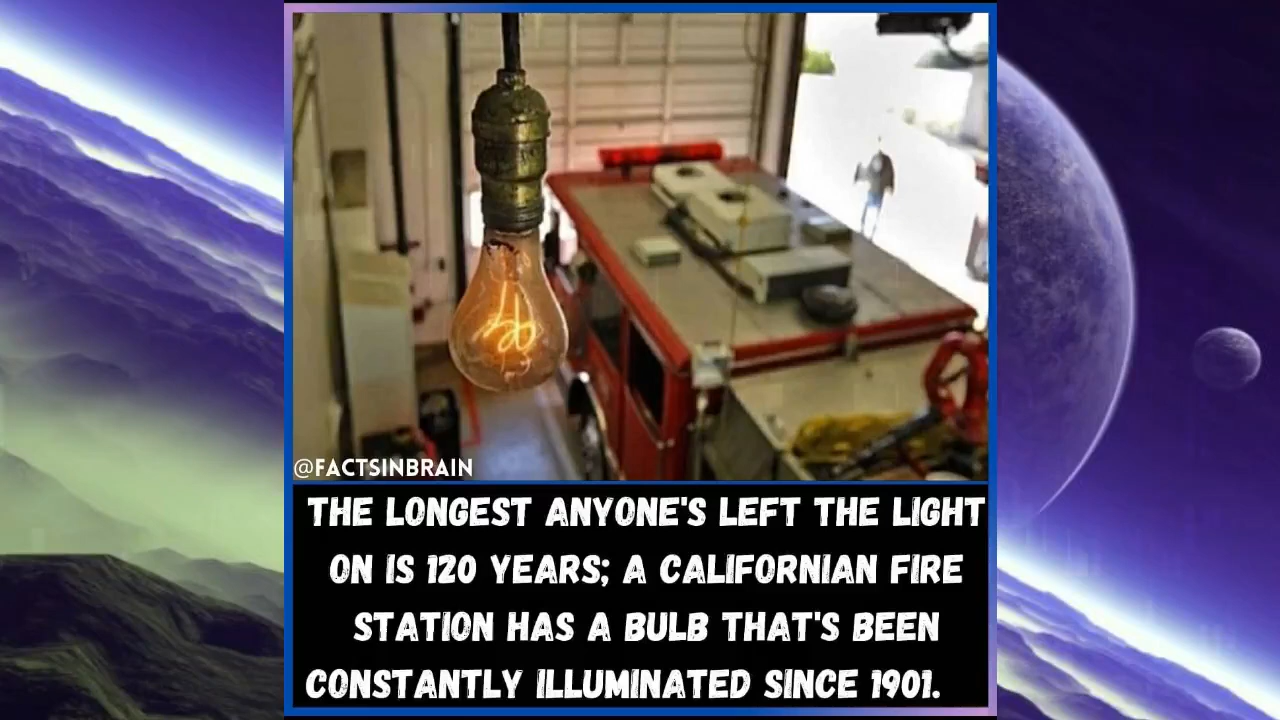 @FACTSINBRAIN
THE LONGEST ANYONE'S LEFT THE LIGHT
ON IS 120 YEARS; A CALIFORNIAN FIRE
STATION HAS A BULB THAT'S BEEN
CONSTANTLY ILLUMINATED SINCE 1901.